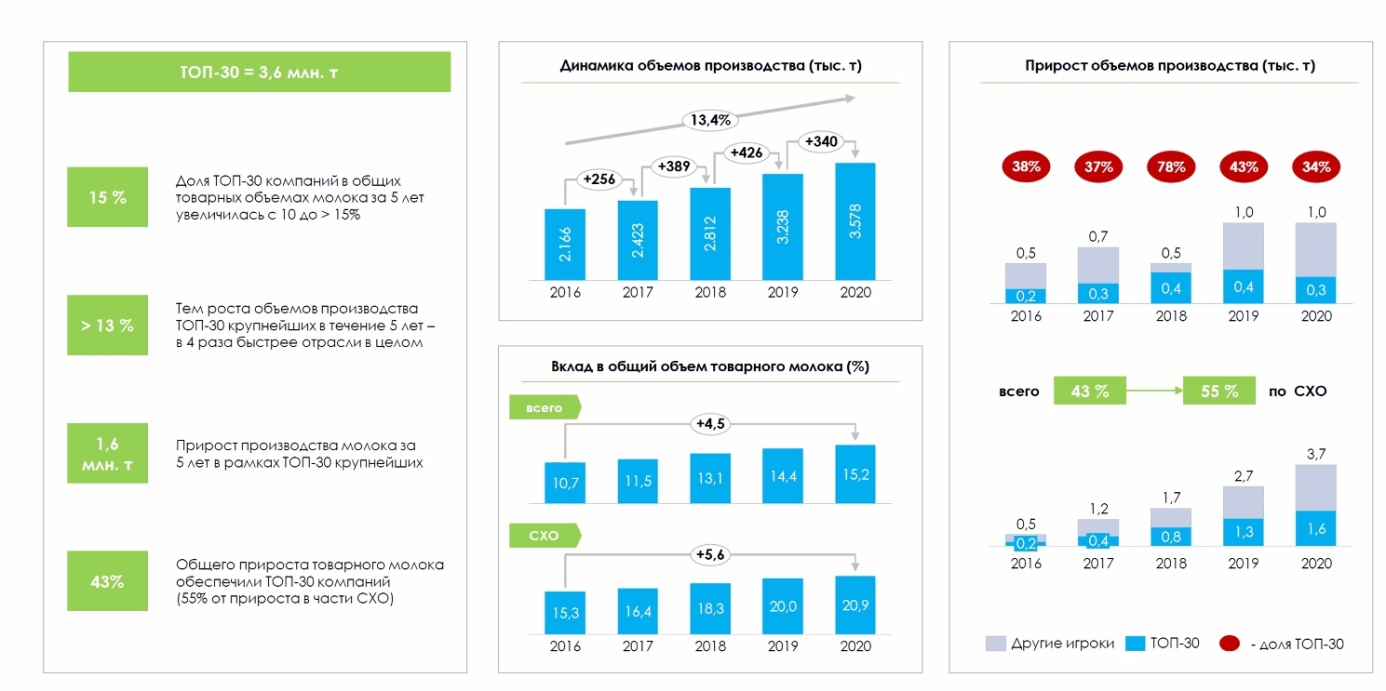 ТОП-30 = 3,6 млн. т
15 %
Доля ТОП-30 компаний в общих
товарных объемах молока за 5 лет
увеличилась с 10 до > 15%
> 13 %
Тем роста объемов производства
ТОП-30 крупнейших в течение 5 лет –
в 4 раза быстрее отрасли в целом
1,6
млн. т
Прирост производства молока за
5 лет в рамках ТОП-30 крупнейших
43%
Общего прироста товарного молока
обеспечили ТОП-30 компаний
(55% от прироста в части СХО)
Динамика объемов производства (тыс. т)
13,4%
+256 +389 +426 +340
2.166 2.423 2.812 3.238 3.578
2016 2017 2018 2019 2020
Вклад в общий объем товарного молока (%)
всего
+4,5
10,7 11,5 13,1 14,4 15,2
СХО
+5,6
15,3 16,4 18,3 20,0 20,9
2016 2017 2018 2019 2020
Прирост объемов производства (тыс. т)
38% 37% 78% 43% 34%
0,5 0,7 0,5 1,0 1,0
0,2 0,3 0,4 0,4 0,3
2016 2017 2018 2019 2020
всего 43 % 55 % по СХО
0,5 1,2 1,7 2,7 3,7
0,2 0,4 0,8 1,3 1,6
2016 2017 2018 2019 2020
Другие игроки ТОП-30 - доля ТОП-30